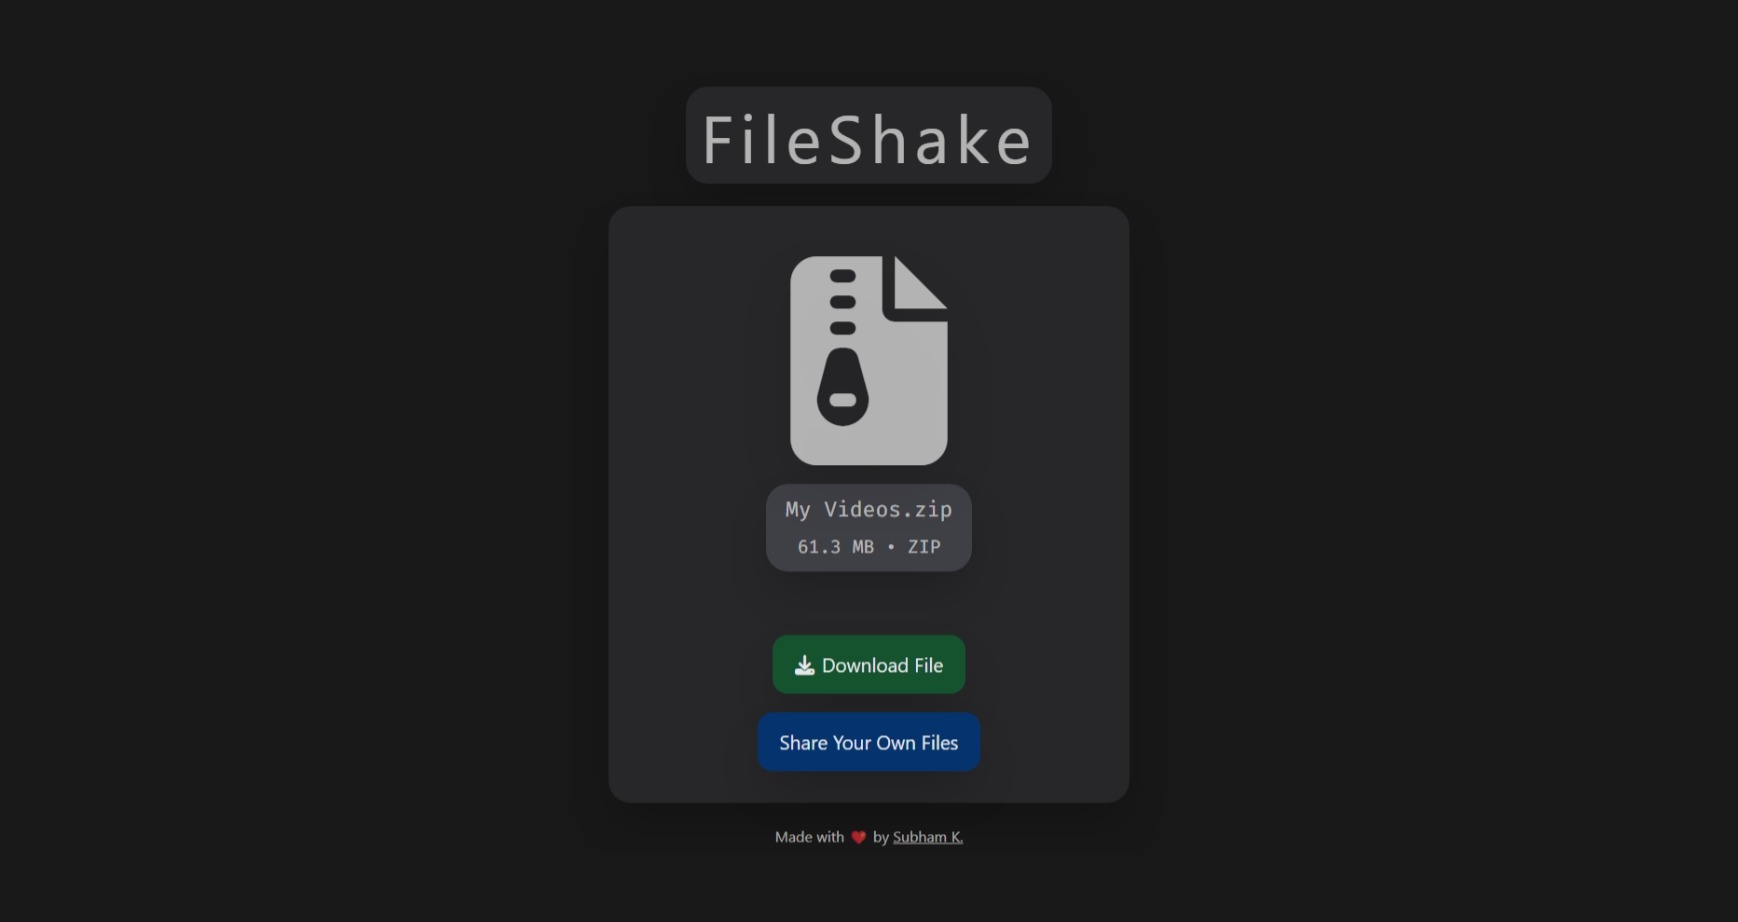 FileShake
My Videos.zip
61.3 MB • ZIP
Download File
Share Your Own Files
Made with ❤️ by Subham K.